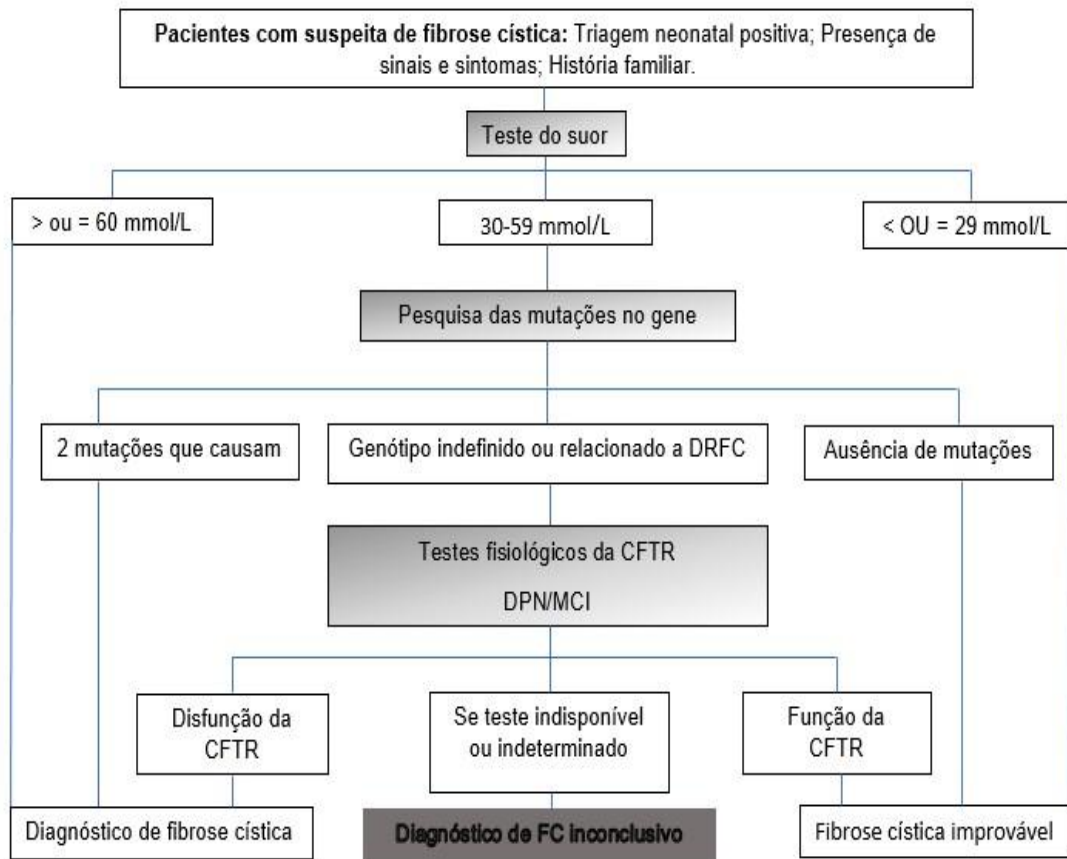 Pacientes com suspeita de fibrose cística: Triagem neonatal positiva; Presença de
sinais e sintomas; História familiar.
Teste do suor
> ou = 60 mmol/L
30-59 mmol/L
< OU = 29 mmol/L
Pesquisa das mutações no gene
2 mutações que causam
Genótipo indefinido ou relacionado a DRFC
Ausência de mutações
Testes fisiológicos da CFTR
DPN/MCI
Disfunção da
CFTR
Se teste indisponível
ou indeterminado
Função da
CFTR
Diagnóstico de fibrose cística
Diagnóstico de FC inconclusivo
Fibrose cística improvável